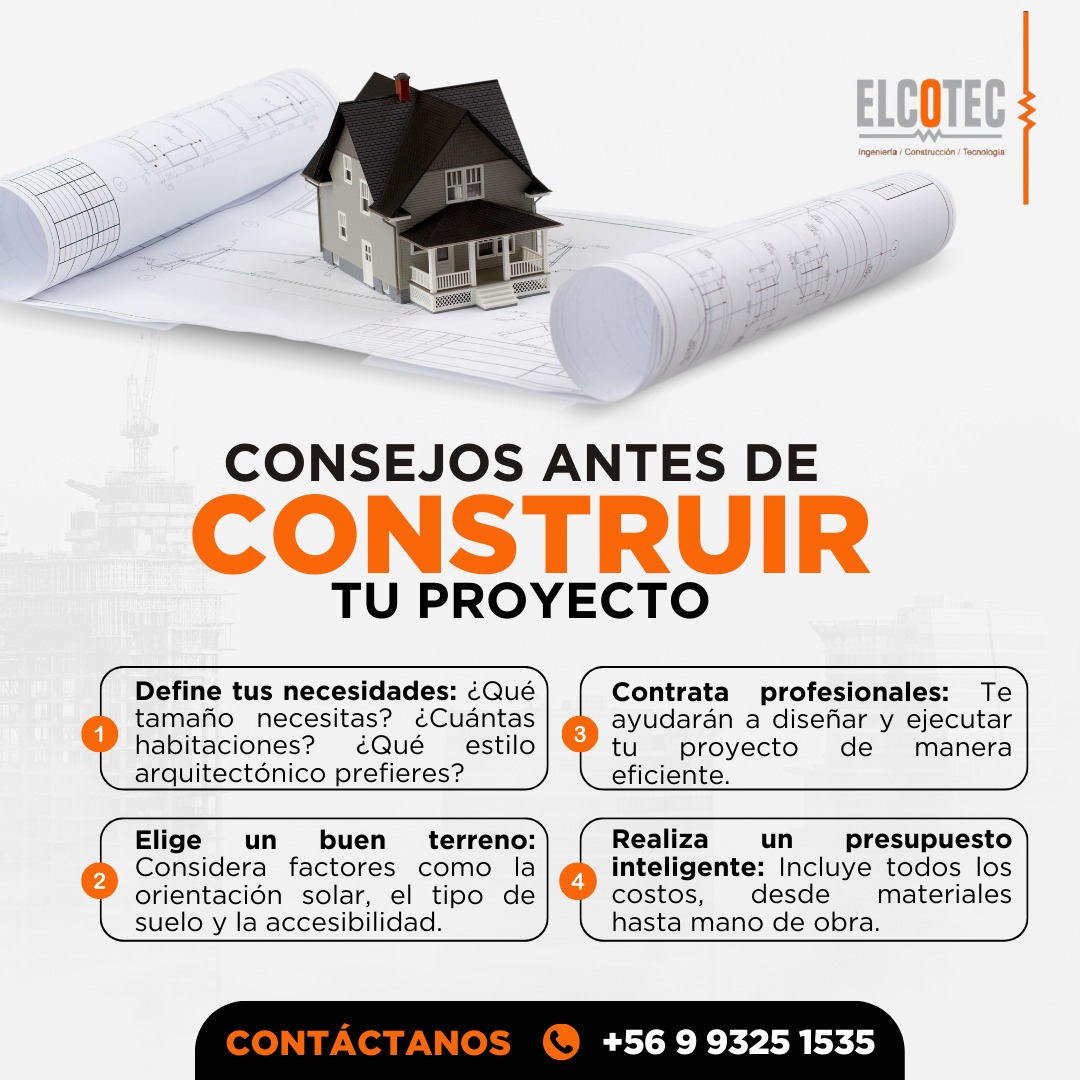 ELCOTEC
Ingeniería / Construcción / Tecnología
CONSEJOS ANTES DE
CONSTRUIR
TU PROYECTO
1
Define tus necesidades: ¿Qué
tamaño necesitas? ¿Cuántas
habitaciones? ¿Qué estilo
arquitectónico prefieres?
2
Elige un buen terreno:
Considera factores como la
orientación solar, el tipo de
suelo y la accesibilidad.
3
Contrata profesionales: Te
ayudarán a diseñar y ejecutar
tu proyecto de manera
eficiente.
4
Realiza un presupuesto
inteligente: Incluye todos los
costos, desde materiales
hasta mano de obra.
CONTÁCTANOS +56 9 9325 1535